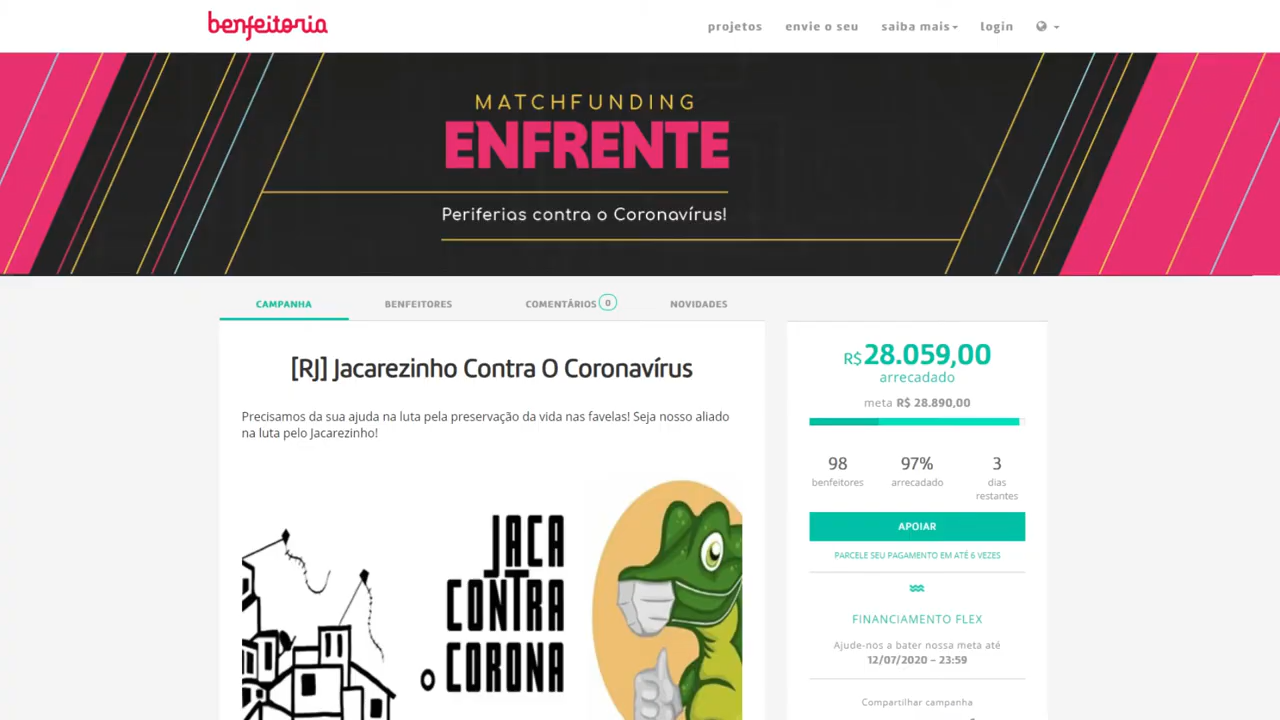 benfeitoria
projetos envie o seu saiba mais login
MATCHFUNDING
ENFRENTE
Periferias contra o Coronavírus!
CAMPANHA BENFEITORES COMENTÁRIOS 0 NOVIDADES
[RJ] Jacarezinho Contra O Coronavírus
Precisamos da sua ajuda na luta pela preservação da vida nas favelas! Seja nosso aliado
na luta pelo Jacarezinho!
JACA
CONTRA
o CORONA
R$ 28.059,00
arrecadado
meta R$ 28.890,00
98 97% 3
benfeitores arrecadado dias
restantes
APOIAR
PARCELE SEU PAGAMENTO EM ATÉ 6 VEZES
FINANCIAMENTO FLEX
Ajude-nos a bater nossa meta até
12/07/2020 – 23:59
Compartilhar campanha